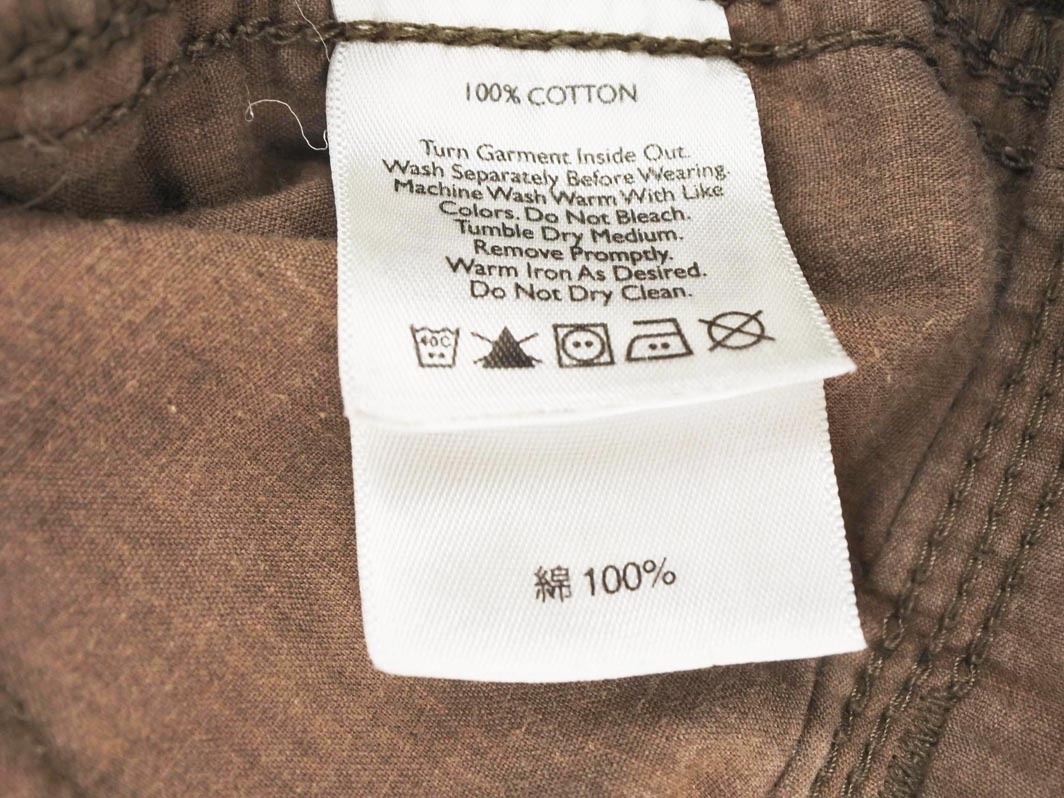 100% COTTON
Turn Garment Inside Out.
Wash Separately Before Wearing.
Machine Wash Warm With Like
Colors. Do Not Bleach.
Tumble Dry Medium.
Remove Promptly.
Warm Iron As Desired.
Do Not Dry Clean.
40C
綿 100%